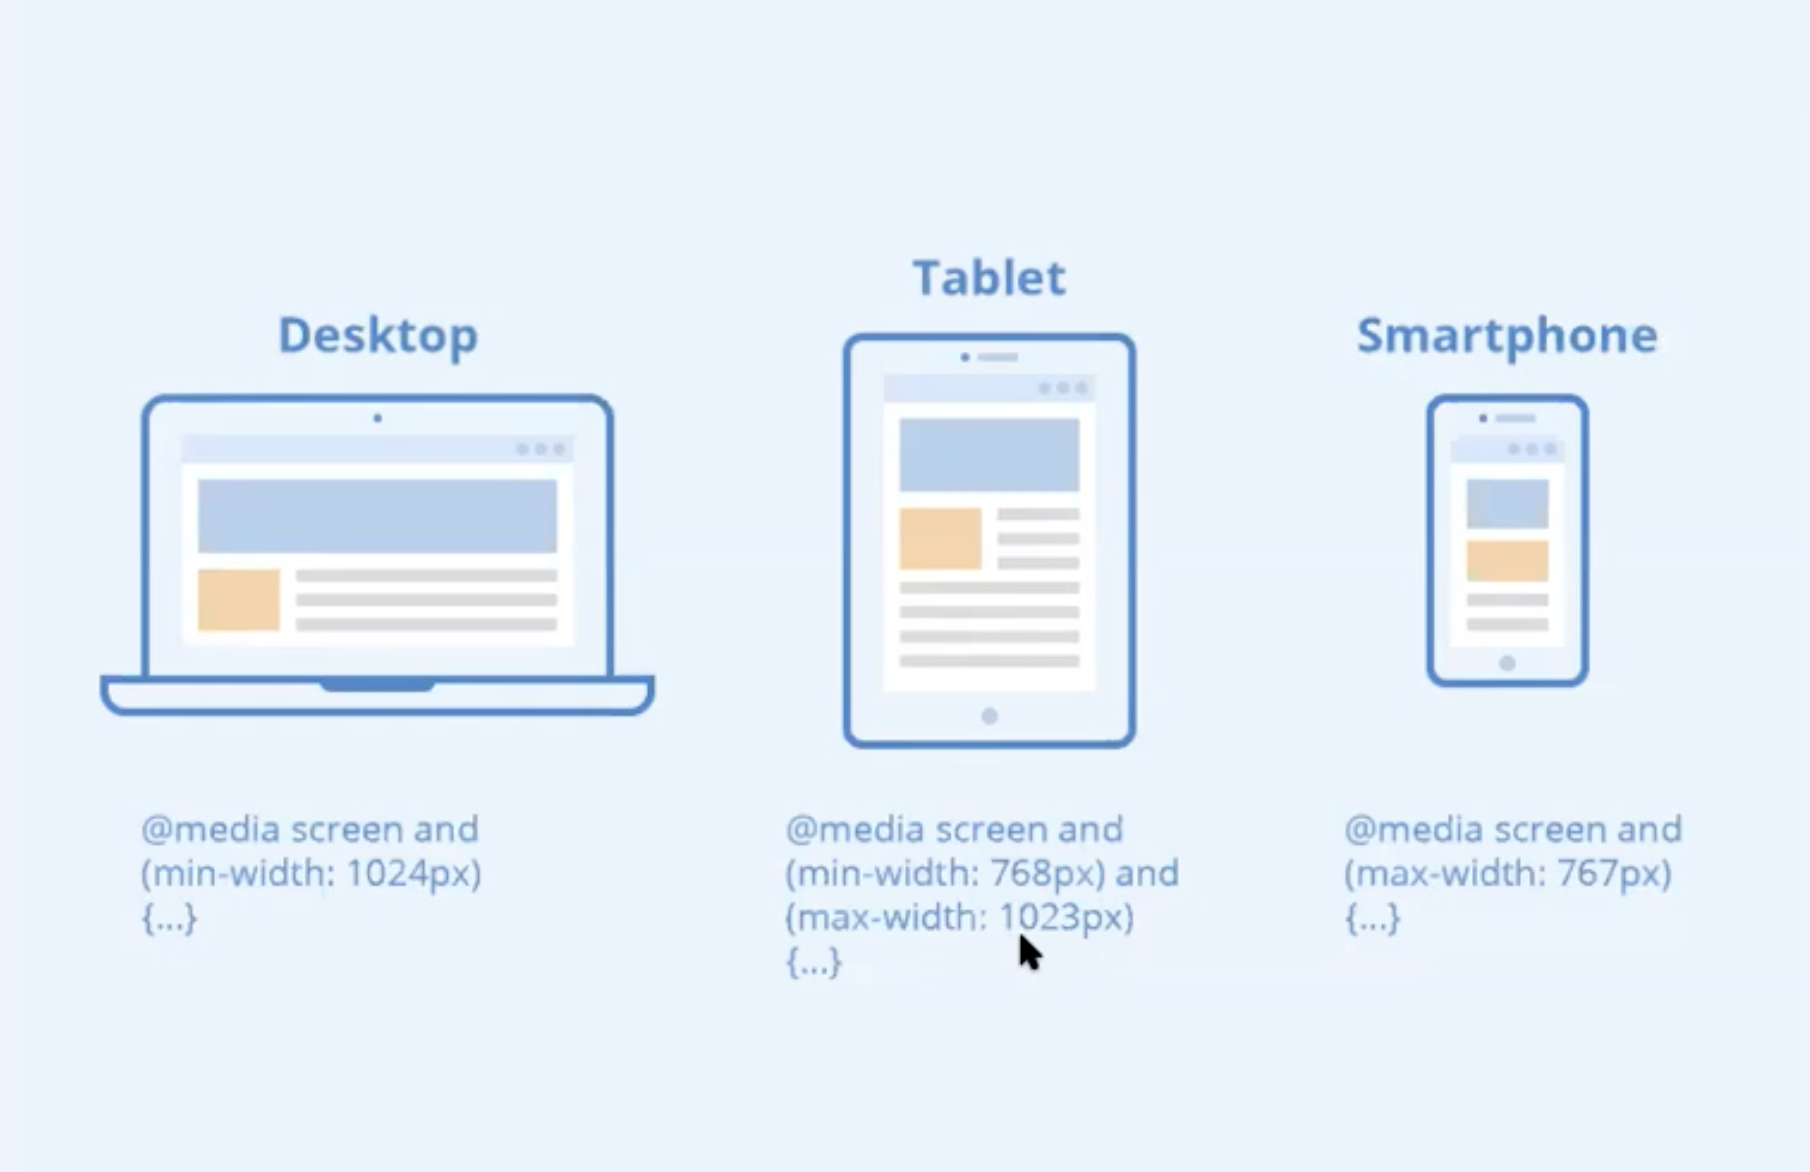 Desktop
@media screen and
(min-width: 1024px)
{...}
Tablet
@media screen and
(min-width: 768px) and
(max-width: 1023px)
{...}
Smartphone
@media screen and
(max-width: 767px)
{...}